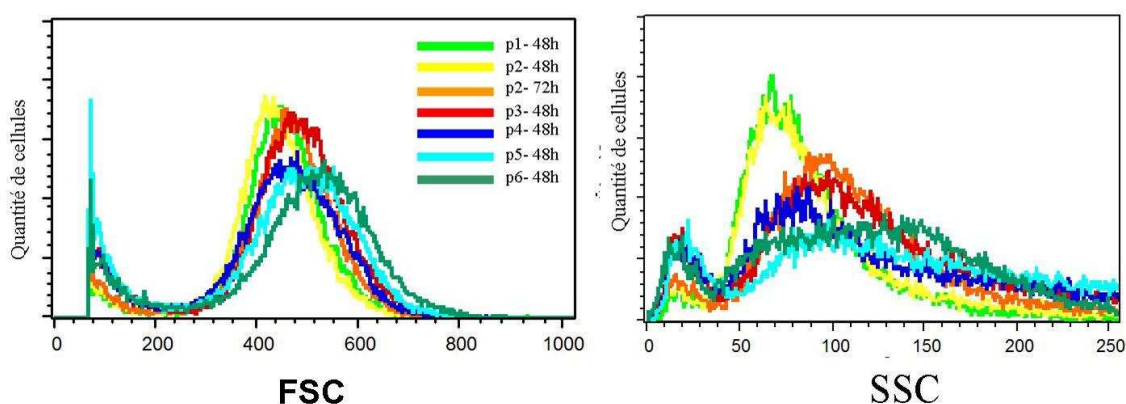 Quantité de cellules
p1- 48h
p2- 48h
p2- 72h
p3- 48h
p4- 48h
p5- 48h
p6- 48h
0 200 400 600 800 1000
FSC
Quantité de cellules
0 50 100 150 200 250
SSC